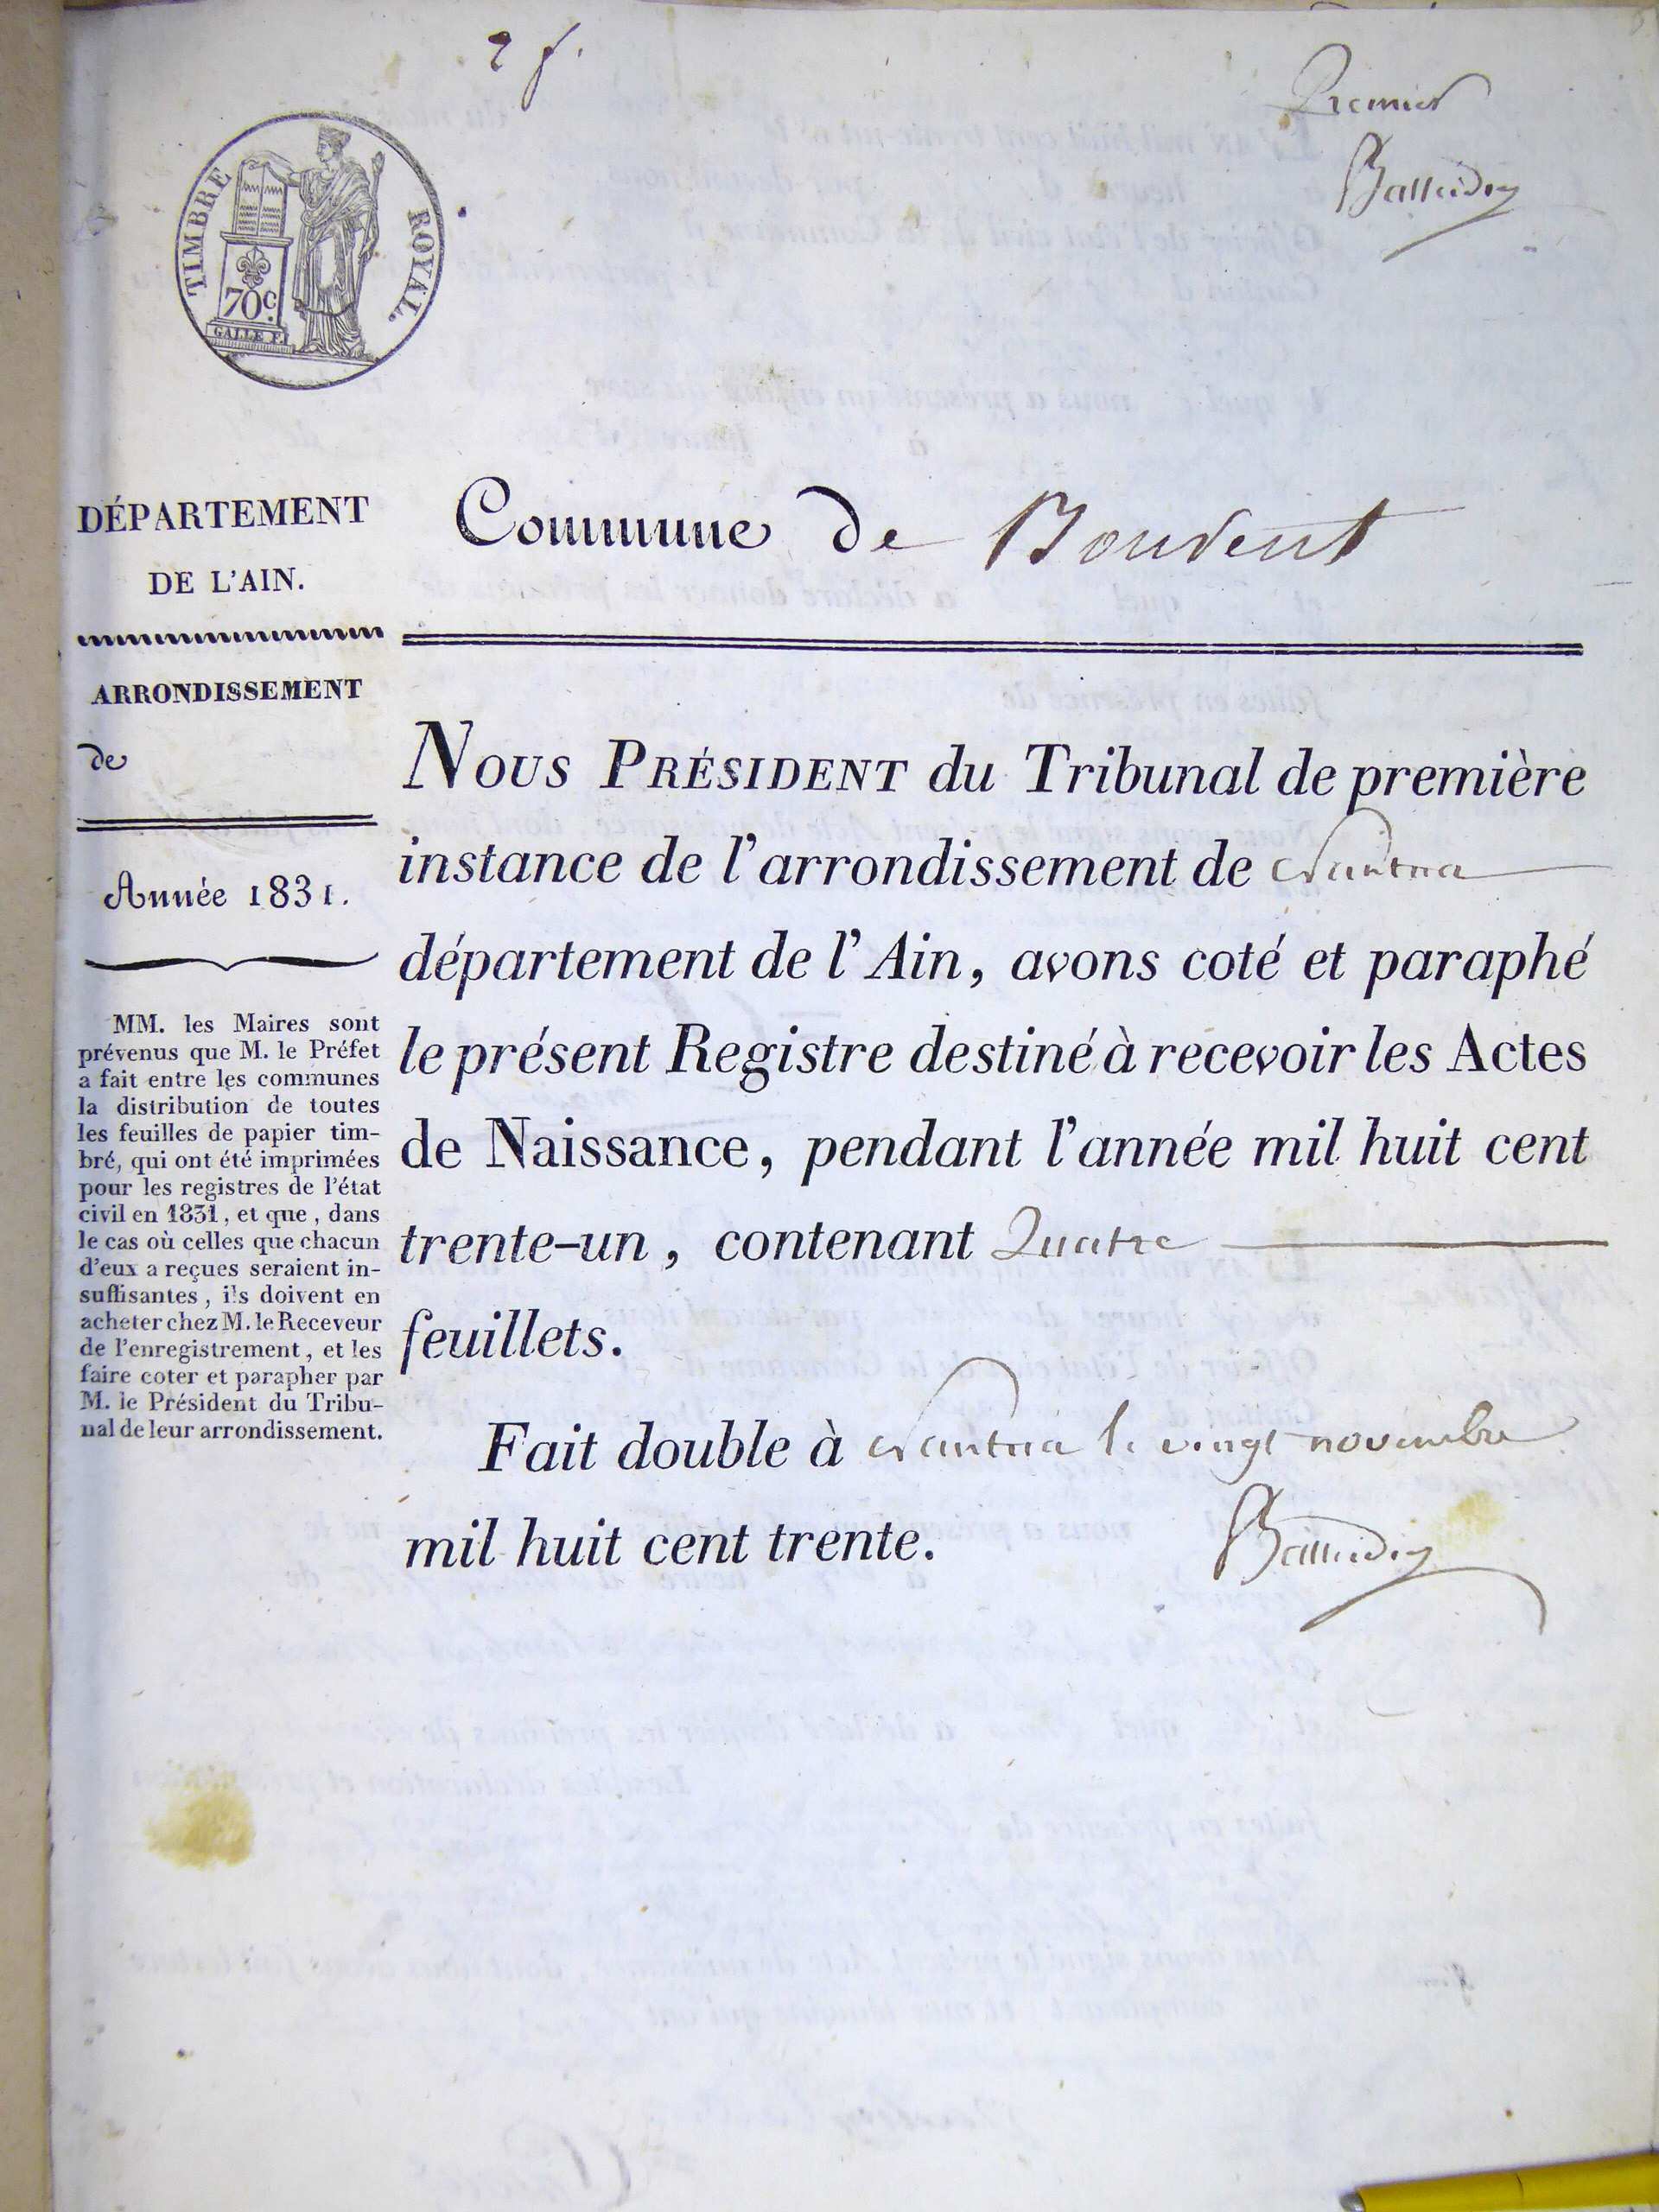 2 f.
Premier
TIMBRE ROYAL.
70c.
GALLE F.
DÉPARTEMENT
DE L'AIN.
ARRONDISSEMENT
de
Année 1831.
MM. les Maires sont
prévenus que M. le Préfet
a fait entre les communes
la distribution de toutes
les feuilles de papier tim-
bré, qui ont été imprimées
pour les registres de l'état
civil en 1831, et que, dans
le cas où celles que chacun
d'eux a reçues seraient in-
suffisantes, ils doivent en
acheter chez M. le Receveur
de l'enregistrement, et les
faire coter et parapher par
M. le Président du Tribu-
nal de leur arrondissement.
Commune de Bouvent
NOUS PRÉSIDENT du Tribunal de première
instance de l'arrondissement de Nantua
département de l'Ain, avons coté et paraphé
le présent Registre destiné à recevoir les Actes
de Naissance, pendant l'année mil huit cent
trente-un, contenant Quatre
feuillets.
Fait double à Nantua le vingt novembre
mil huit cent trente.